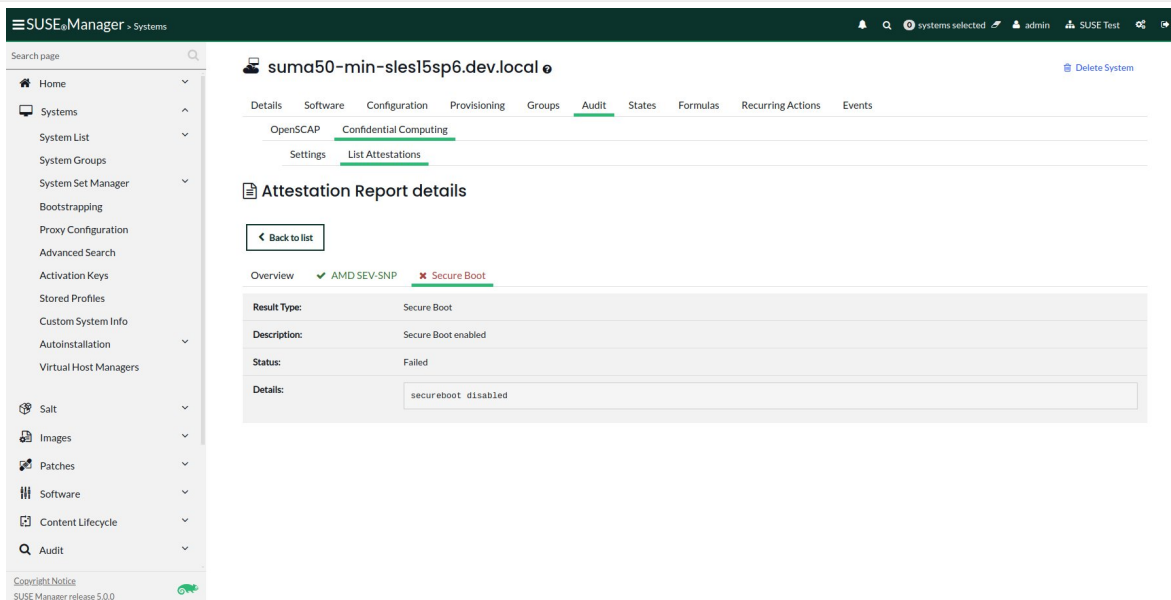 SUSE®Manager > Systems
0 systems selected admin SUSE Test
Search page
Home
Systems
System List
System Groups
System Set Manager
Bootstrapping
Proxy Configuration
Advanced Search
Activation Keys
Stored Profiles
Custom System Info
Autoinstallation
Virtual Host Managers
Salt
Images
Patches
Software
Content Lifecycle
Audit
Copyright Notice
SUSE Manager release 5.0.0
suma50-min-sles15sp6.dev.local
Delete System
Details Software Configuration Provisioning Groups Audit States Formulas Recurring Actions Events
OpenSCAP Confidential Computing
Settings List Attestations
Attestation Report details
Back to list
Overview AMD SEV-SNP Secure Boot
Result Type: Secure Boot
Description: Secure Boot enabled
Status: Failed
Details: secureboot disabled